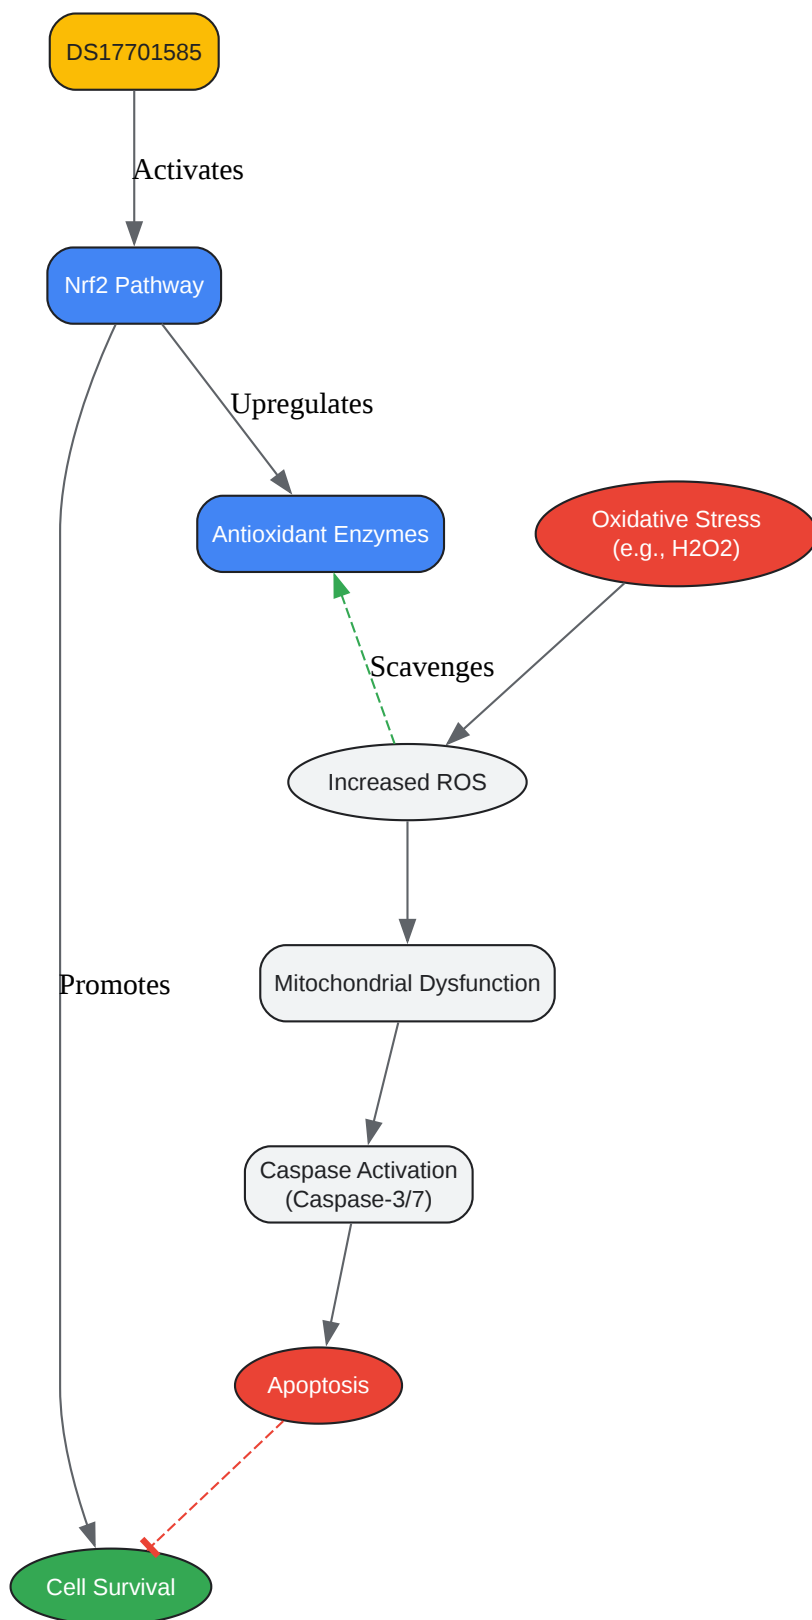 DS17701585
Activates
Nrf2 Pathway
Upregulates
Antioxidant Enzymes
Oxidative Stress
(e.g., H2O2)
Scavenges
Increased ROS
Mitochondrial Dysfunction
Promotes
Caspase Activation
(Caspase-3/7)
Apoptosis
Cell Survival